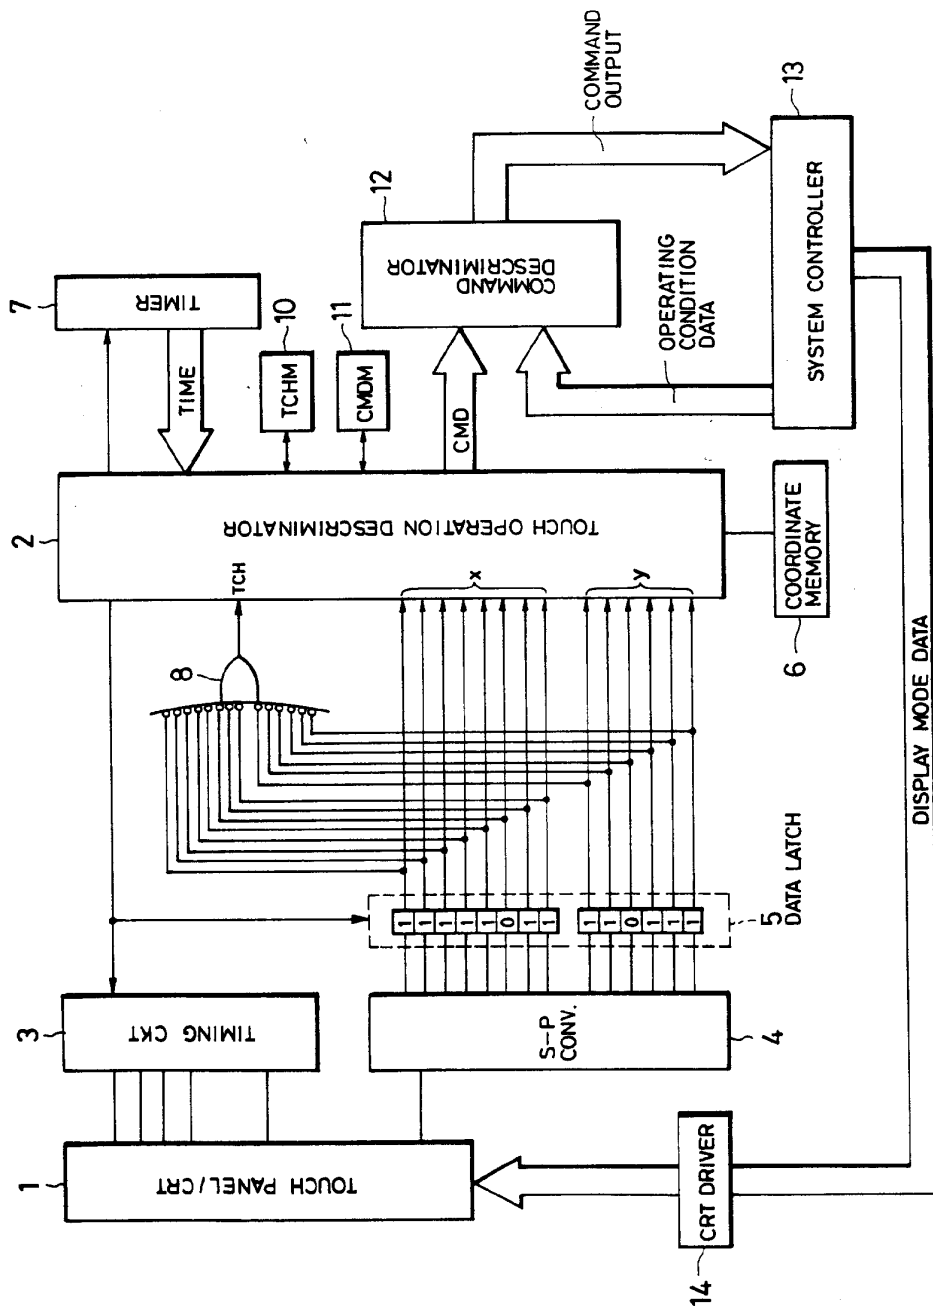 1
TOUCH PANEL/CRT
3
TIMING CKT
S-P
CONV.
4
14
CRT DRIVER
5
DATA LATCH
1 1 1 1 1 0 1 1
1 1 0 1 1 1
8
2
TOUCH OPERATION DESCRIMINATOR
TCH
x
y
6
COORDINATE
MEMORY
7
TIMER
TIME
10
TCHM
11
CMDM
CMD
12
COMMAND
DESCRIMINATOR
COMMAND
OUTPUT
OPERATING
CONDITION
DATA
13
SYSTEM CONTROLLER
DISPLAY MODE DATA